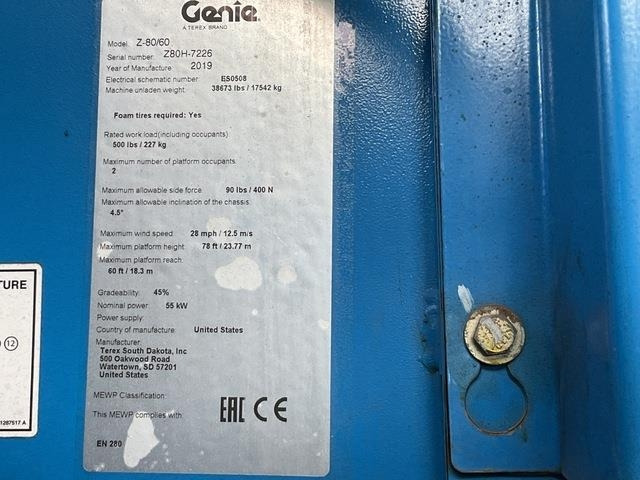 Genie
A TEREX BRAND
Model: Z-80/60
Serial number: Z80H-7226
Year of Manufacture: 2019
Electrical schematic number: ES0508
Machine unladen weight: 38673 lbs / 17542 kg
Foam tires required: Yes
Rated work load(including occupants)
500 lbs / 227 kg
Maximum number of platform occupants
2
Maximum allowable side force: 90 lbs / 400 N
Maximum allowable inclination of the chassis:
4.5°
Maximum wind speed: 28 mph / 12.5 m/s
Maximum platform height: 78 ft / 23.77 m
Maximum platform reach:
60 ft / 18.3 m
Gradeability: 45%
Nominal power: 55 kW
Power supply:
Country of manufacture: United States
Manufacturer:
Terex South Dakota, Inc
500 Oakwood Road
Watertown, SD 57201
United States
MEWP Classification:
This MEWP complies with:
EAC CE
EN 280
TURE
12
1287517 A